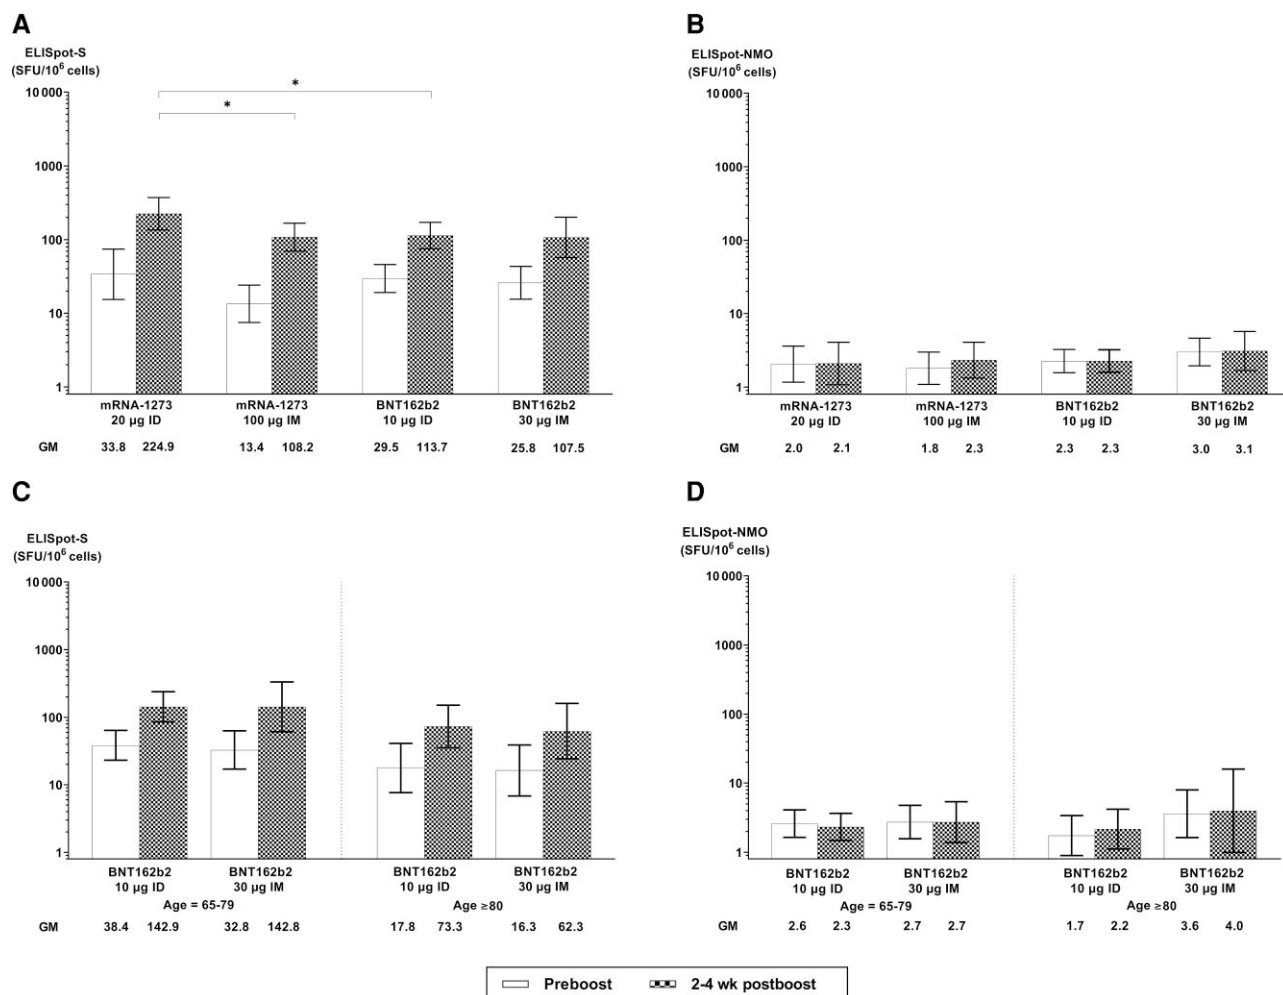 A
ELISpot-S
(SFU/10⁶ cells)
10 000
1000
100
10
1
*
*
mRNA-1273 mRNA-1273 BNT162b2 BNT162b2
20 µg ID 100 µg IM 10 µg ID 30 µg IM
GM 33.8 224.9 13.4 108.2 29.5 113.7 25.8 107.5
B
ELISpot-NMO
(SFU/10⁶ cells)
10 000
1000
100
10
1
mRNA-1273 mRNA-1273 BNT162b2 BNT162b2
20 µg ID 100 µg IM 10 µg ID 30 µg IM
2.0 2.1 1.8 2.3 2.3 2.3 3.0 3.1
C
ELISpot-S
(SFU/10⁶ cells)
10 000
1000
100
10
1
BNT162b2 BNT162b2 BNT162b2 BNT162b2
10 µg ID 30 µg IM 10 µg ID 30 µg IM
Age = 65-79 Age ≥80
GM 38.4 142.9 32.8 142.8 17.8 73.3 16.3 62.3
D
ELISpot-NMO
(SFU/10⁶ cells)
10 000
1000
100
10
1
BNT162b2 BNT162b2 BNT162b2 BNT162b2
10 µg ID 30 µg IM 10 µg ID 30 µg IM
Age = 65-79 Age ≥80
GM 2.6 2.3 2.7 2.7 1.7 2.2 3.6 4.0
Preboost 2-4 wk postboost